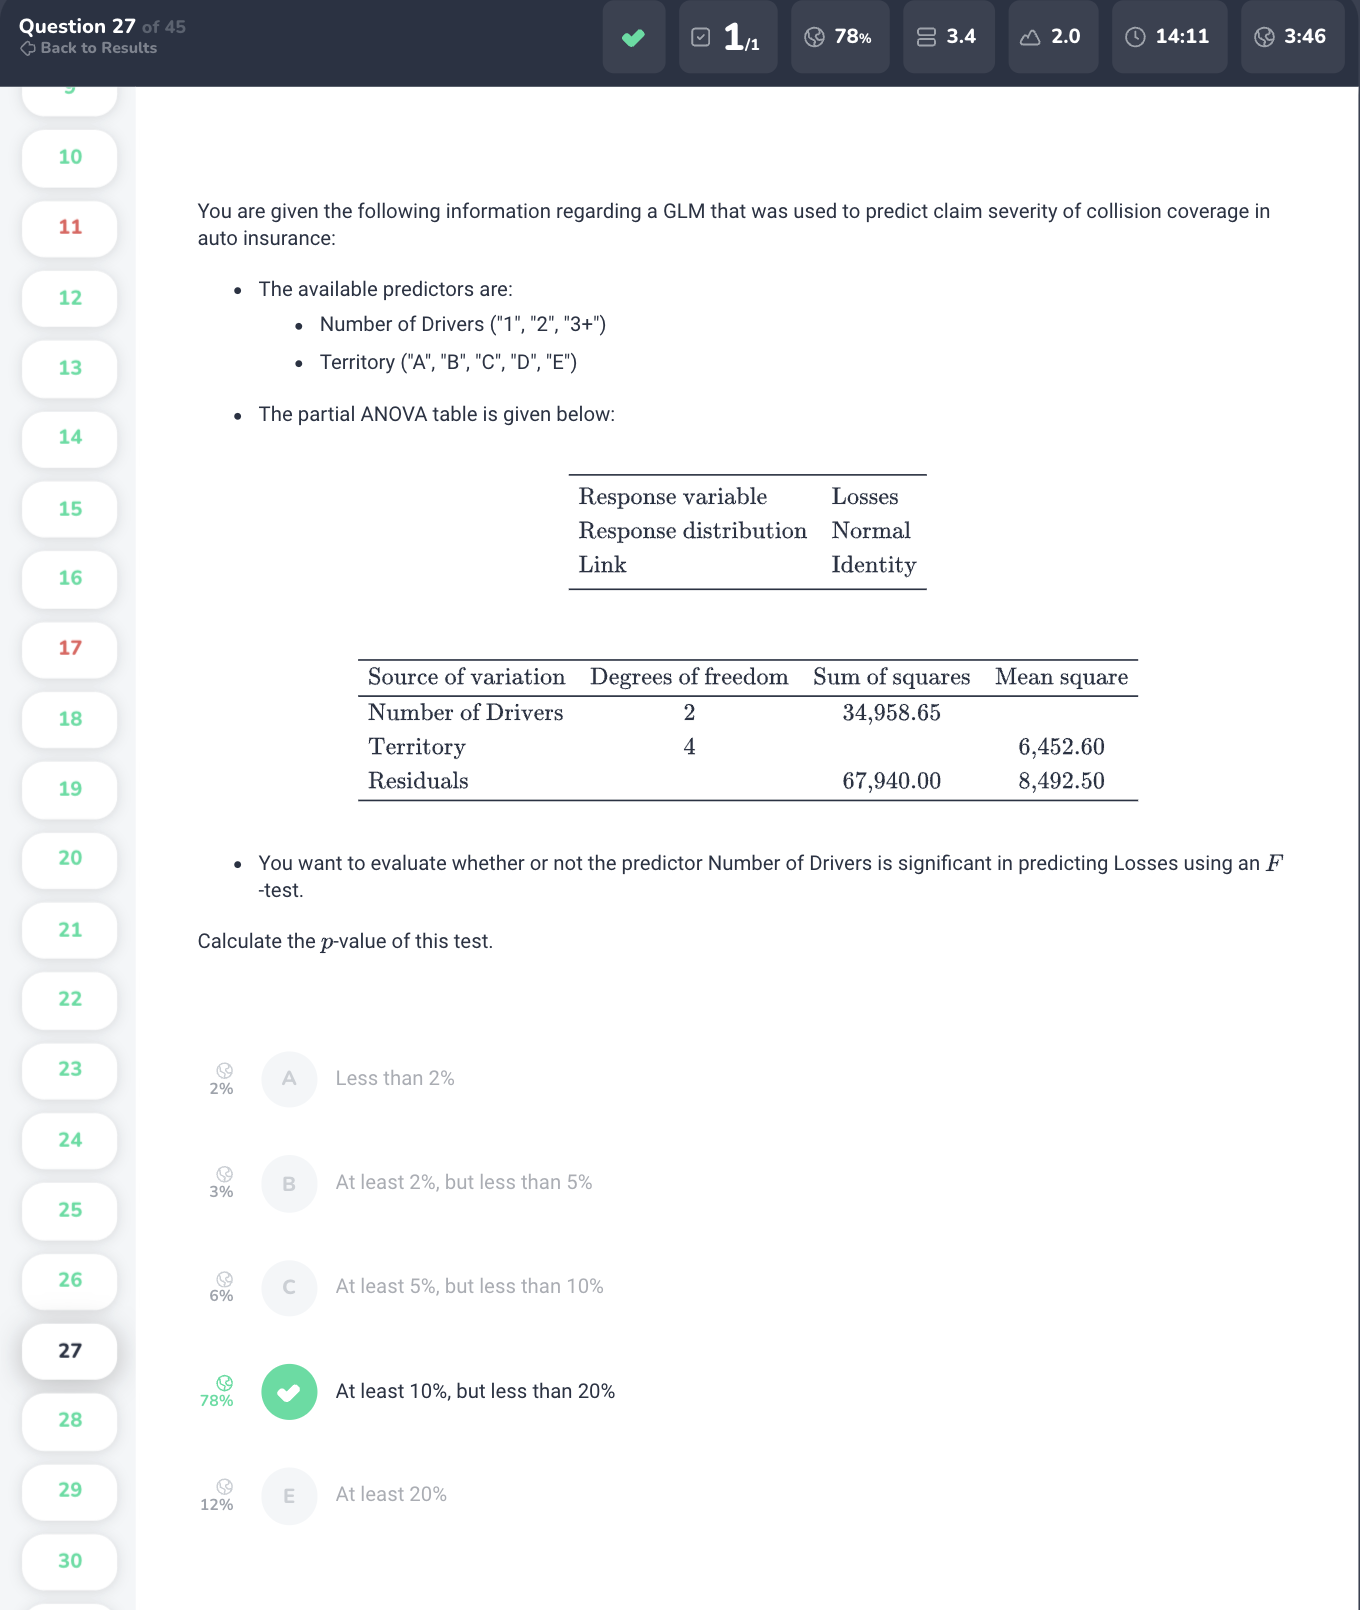 Question 27 of 45
Back to Results
1/1
78%
3.4
2.0
14:11
3:46
9
10
11
12
13
14
15
16
17
18
19
20
21
22
23
24
25
26
27
28
29
30
You are given the following information regarding a GLM that was used to predict claim severity of collision coverage in
auto insurance:
• The available predictors are:
• Number of Drivers ("1", "2", "3+")
• Territory ("A", "B", "C", "D", "E")
• The partial ANOVA table is given below:
Response variable Losses
Response distribution Normal
Link Identity
Source of variation Degrees of freedom Sum of squares Mean square
Number of Drivers 2 34,958.65
Territory 4 6,452.60
Residuals 67,940.00 8,492.50
• You want to evaluate whether or not the predictor Number of Drivers is significant in predicting Losses using an F
-test.
Calculate the p-value of this test.
2% A Less than 2%
3% B At least 2%, but less than 5%
6% C At least 5%, but less than 10%
78% At least 10%, but less than 20%
12% E At least 20%